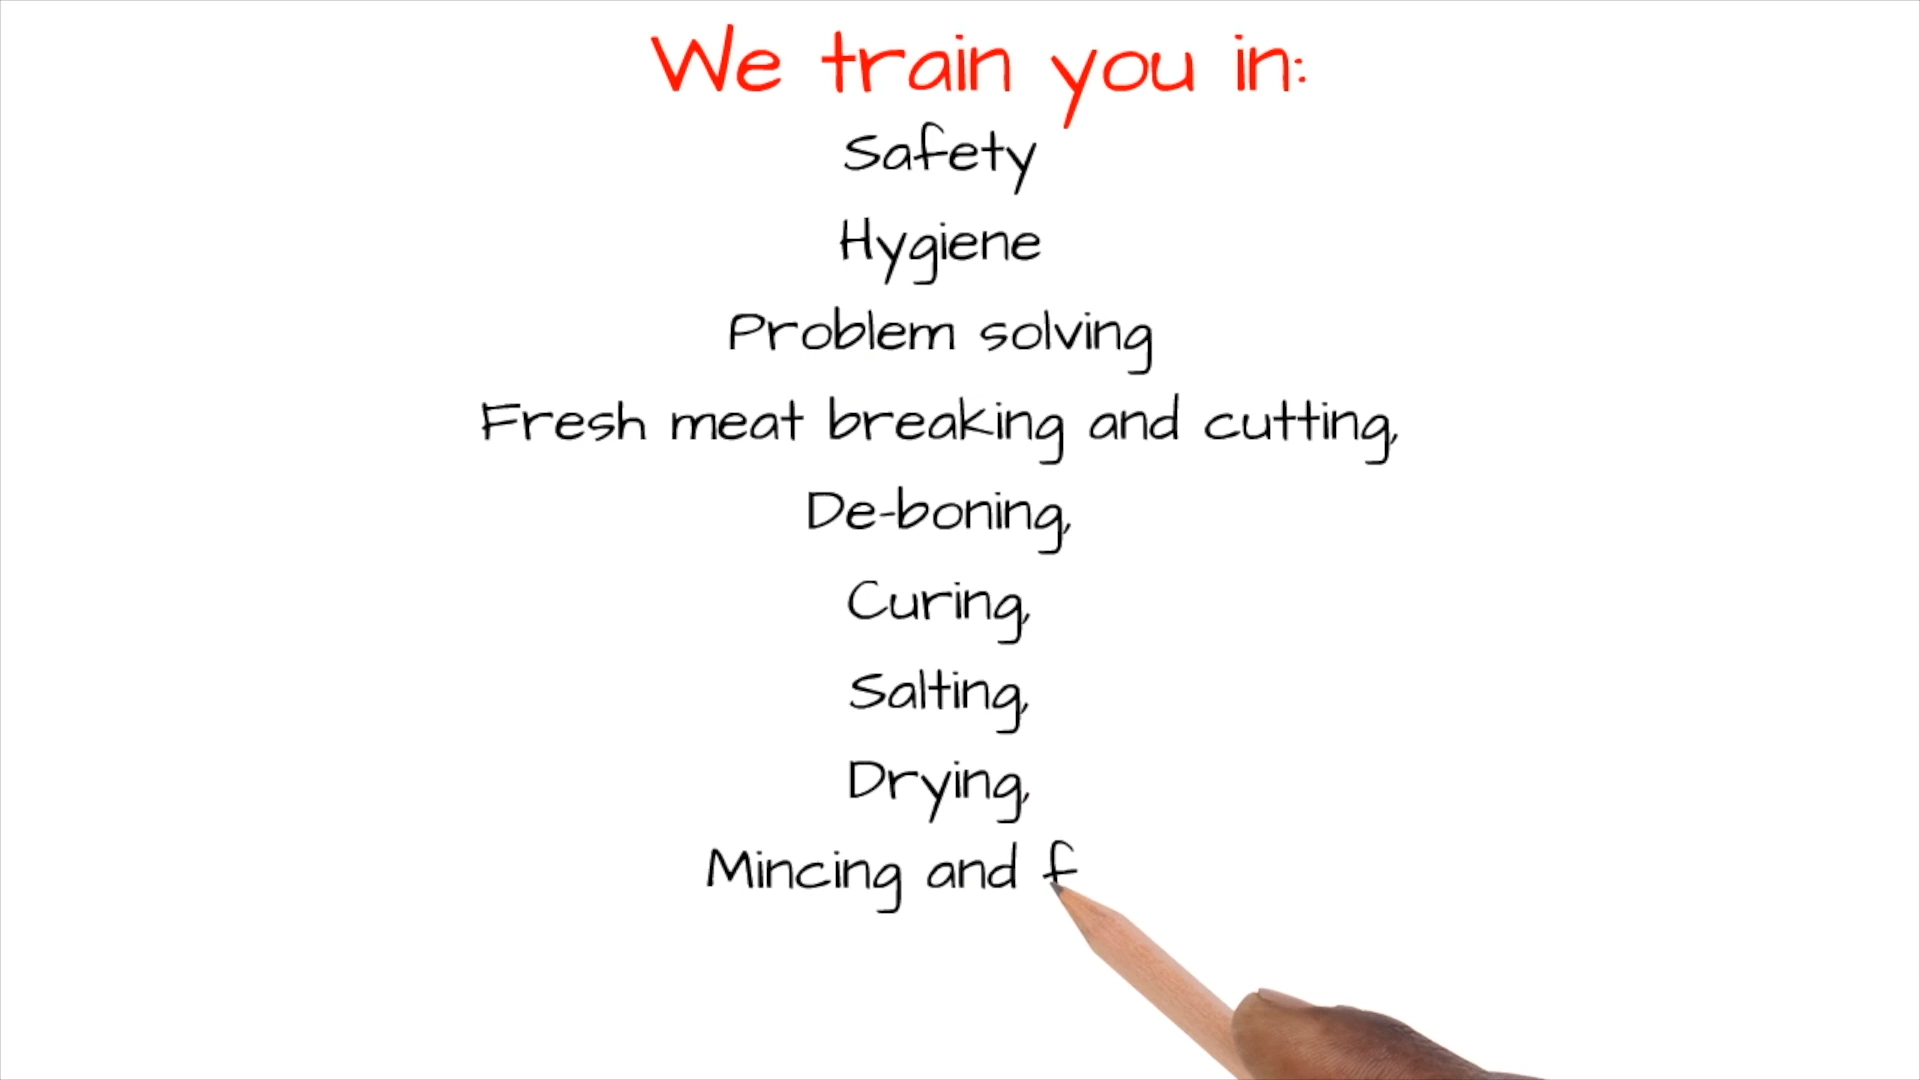 We train you in:
Safety
Hygiene
Problem solving
Fresh meat breaking and cutting,
De-boning,
Curing,
Salting,
Drying,
Mincing and f